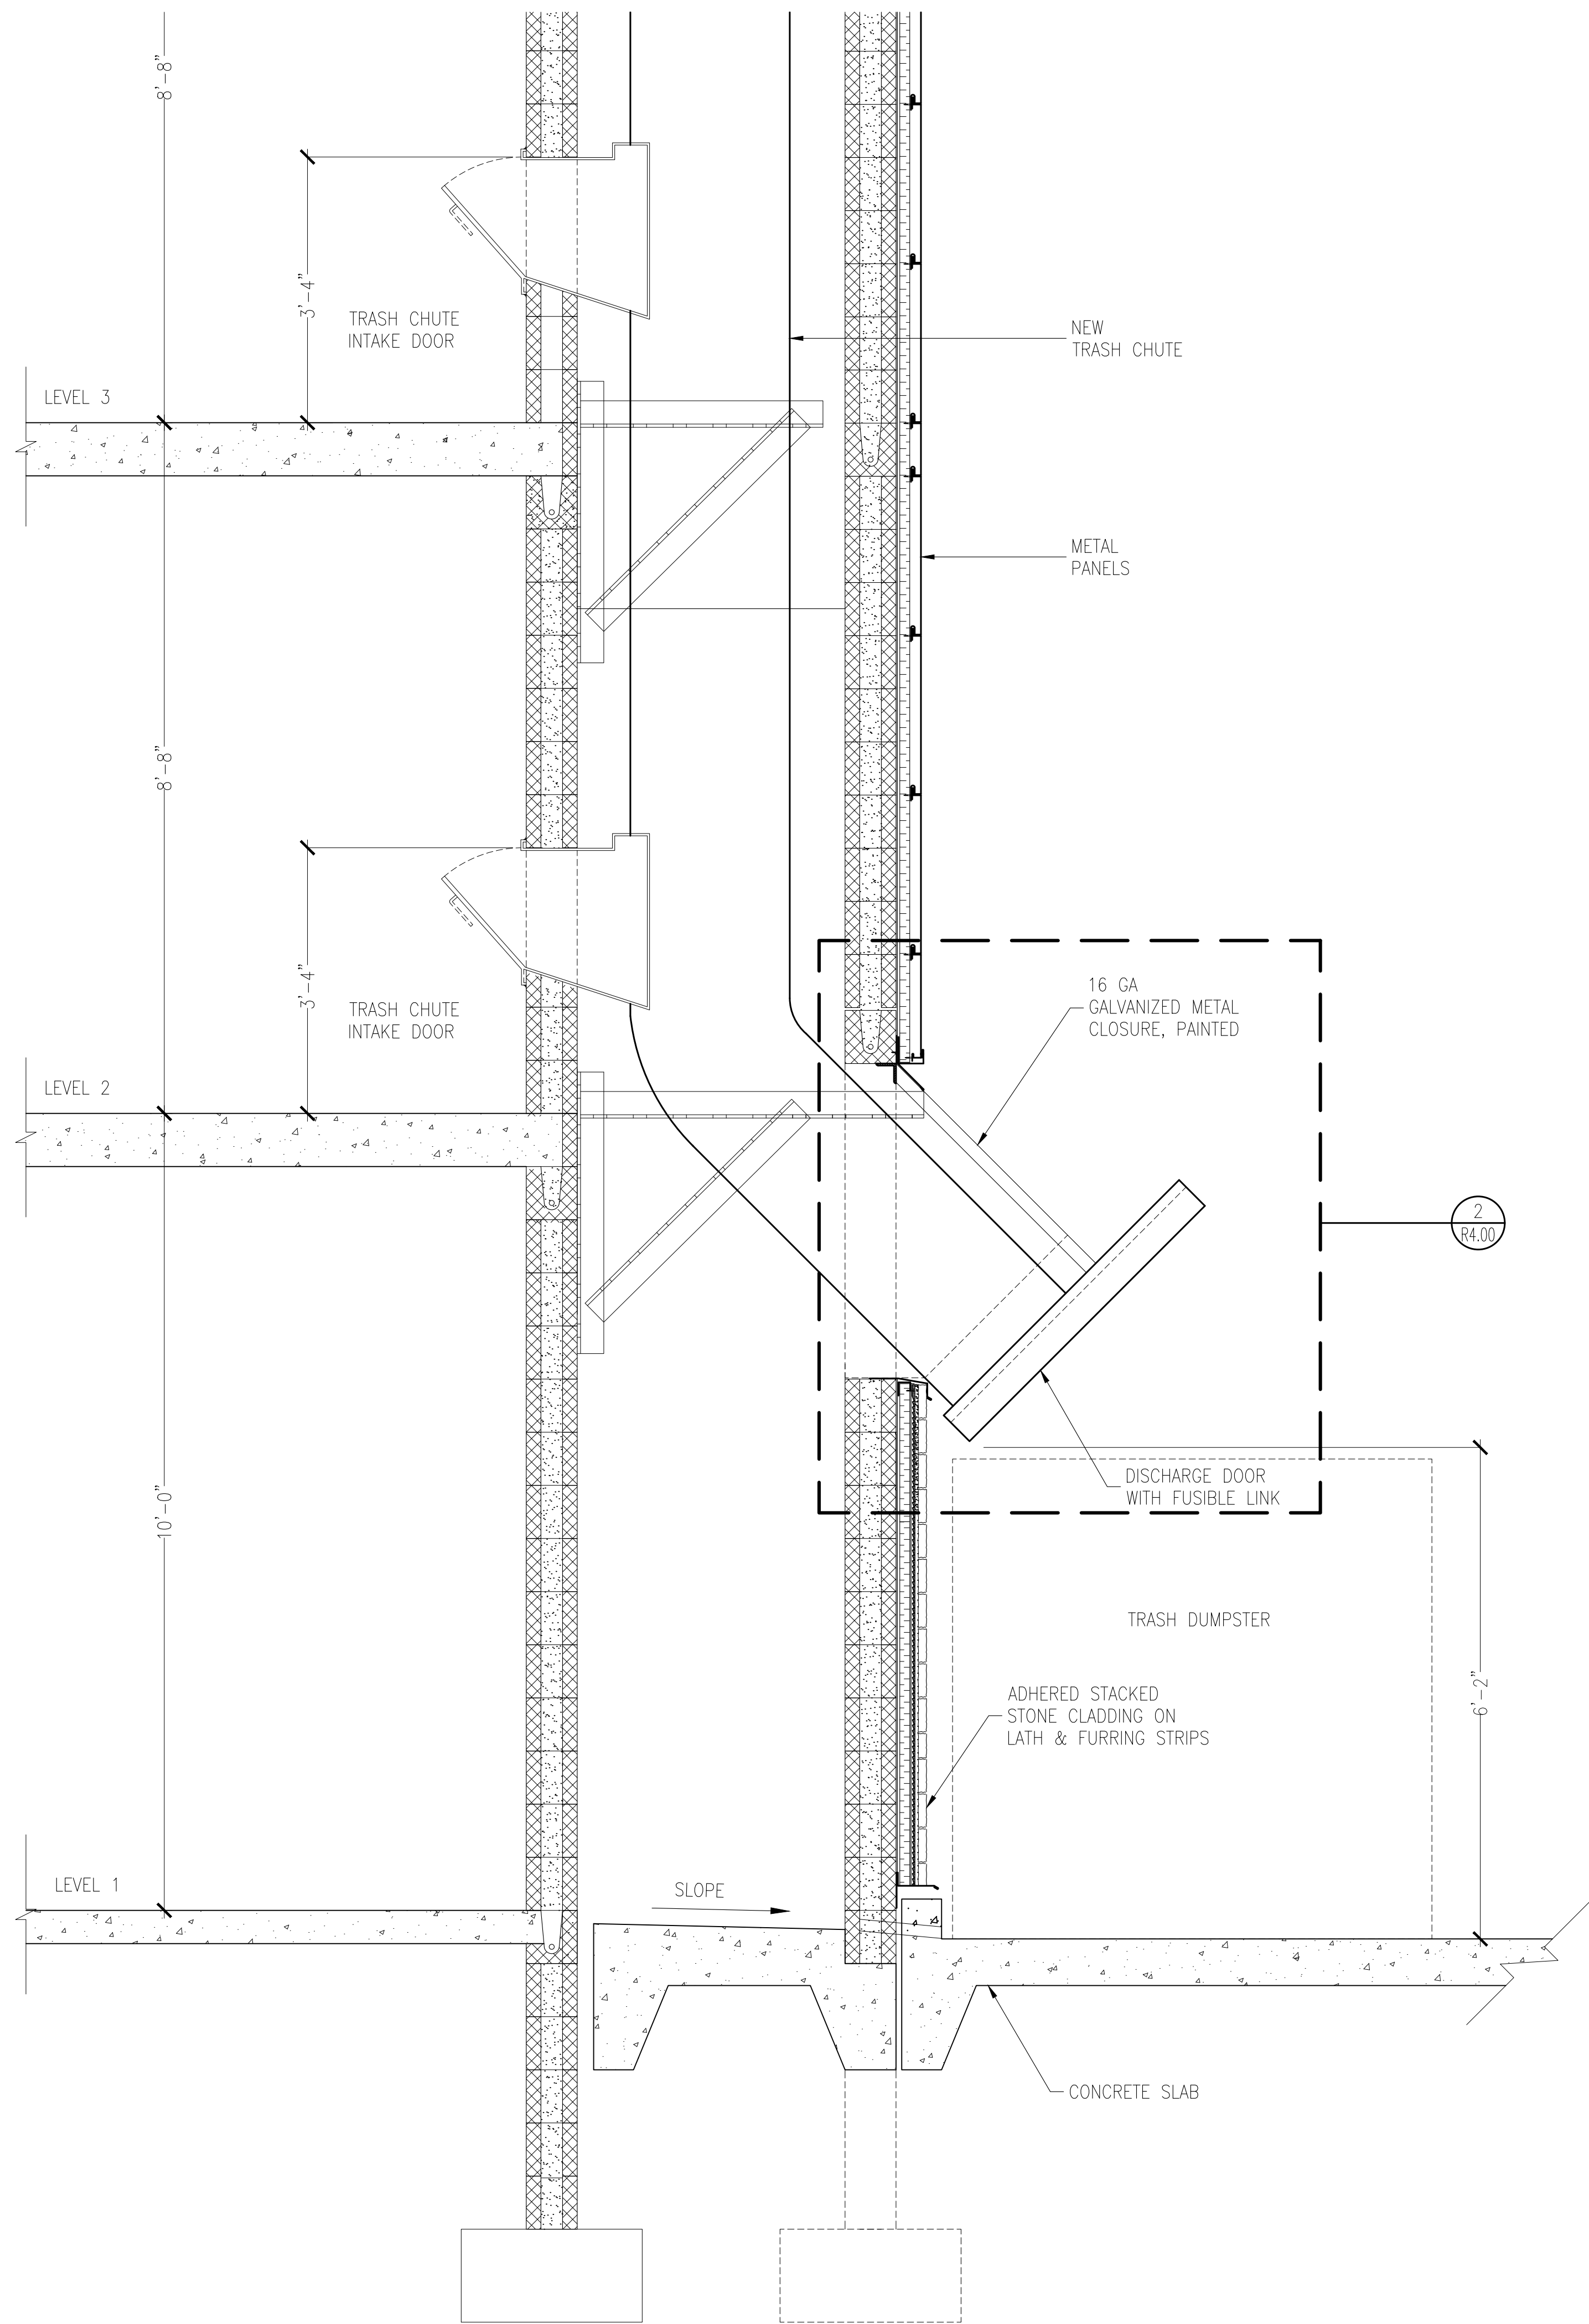 8'-8"
3'-4"
TRASH CHUTE
INTAKE DOOR
NEW
TRASH CHUTE
LEVEL 3
METAL
PANELS
8'-8"
3'-4"
TRASH CHUTE
INTAKE DOOR
16 GA
GALVANIZED METAL
CLOSURE, PAINTED
LEVEL 2
2
R4.00
10'-0"
DISCHARGE DOOR
WITH FUSIBLE LINK
TRASH DUMPSTER
6'-2"
ADHERED STACKED
STONE CLADDING ON
LATH & FURRING STRIPS
LEVEL 1
SLOPE
CONCRETE SLAB